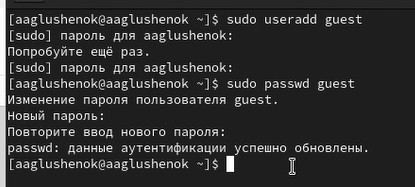 [aaglushenok@aaglushenok ~]$ sudo useradd guest
[sudo] пароль для aaglushenok:
Попробуйте ещё раз.
[sudo] пароль для aaglushenok:
[aaglushenok@aaglushenok ~]$ sudo passwd guest
Изменение пароля пользователя guest.
Новый пароль:
Повторите ввод нового пароля:
passwd: данные аутентификации успешно обновлены.
[aaglushenok@aaglushenok ~]$